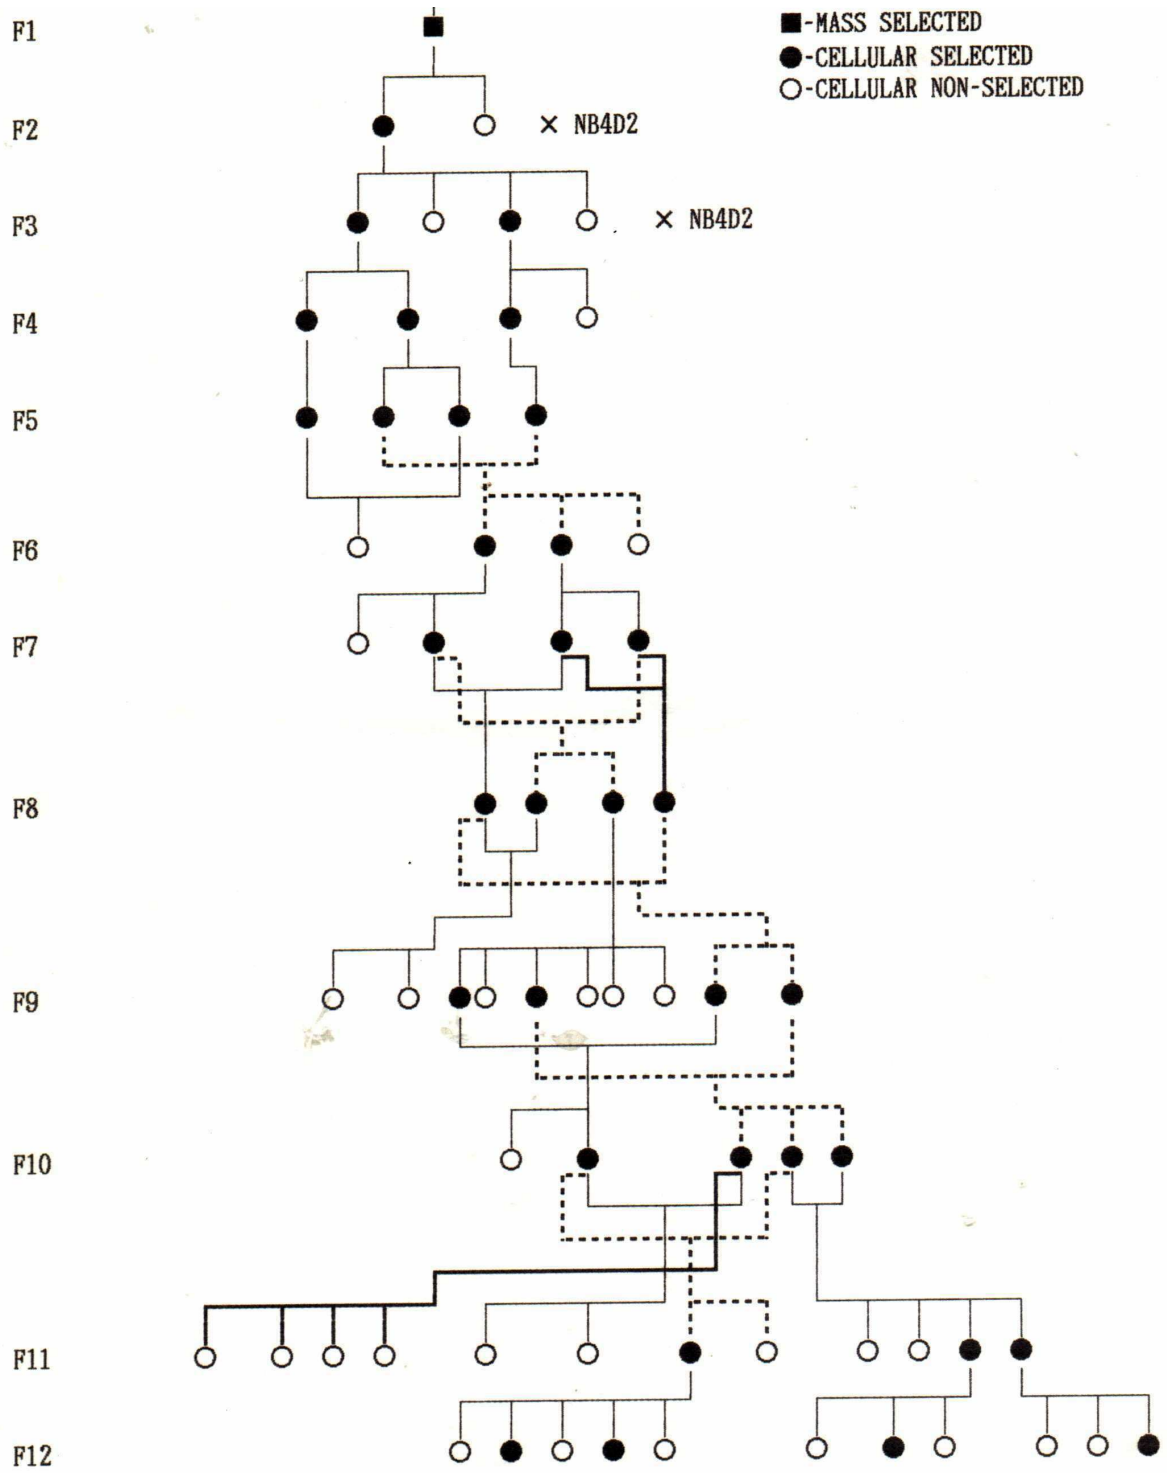 F1
■-MASS SELECTED
●-CELLULAR SELECTED
○-CELLULAR NON-SELECTED
F2
× NB4D2
F3
× NB4D2
F4
F5
F6
F7
F8
F9
F10
F11
F12